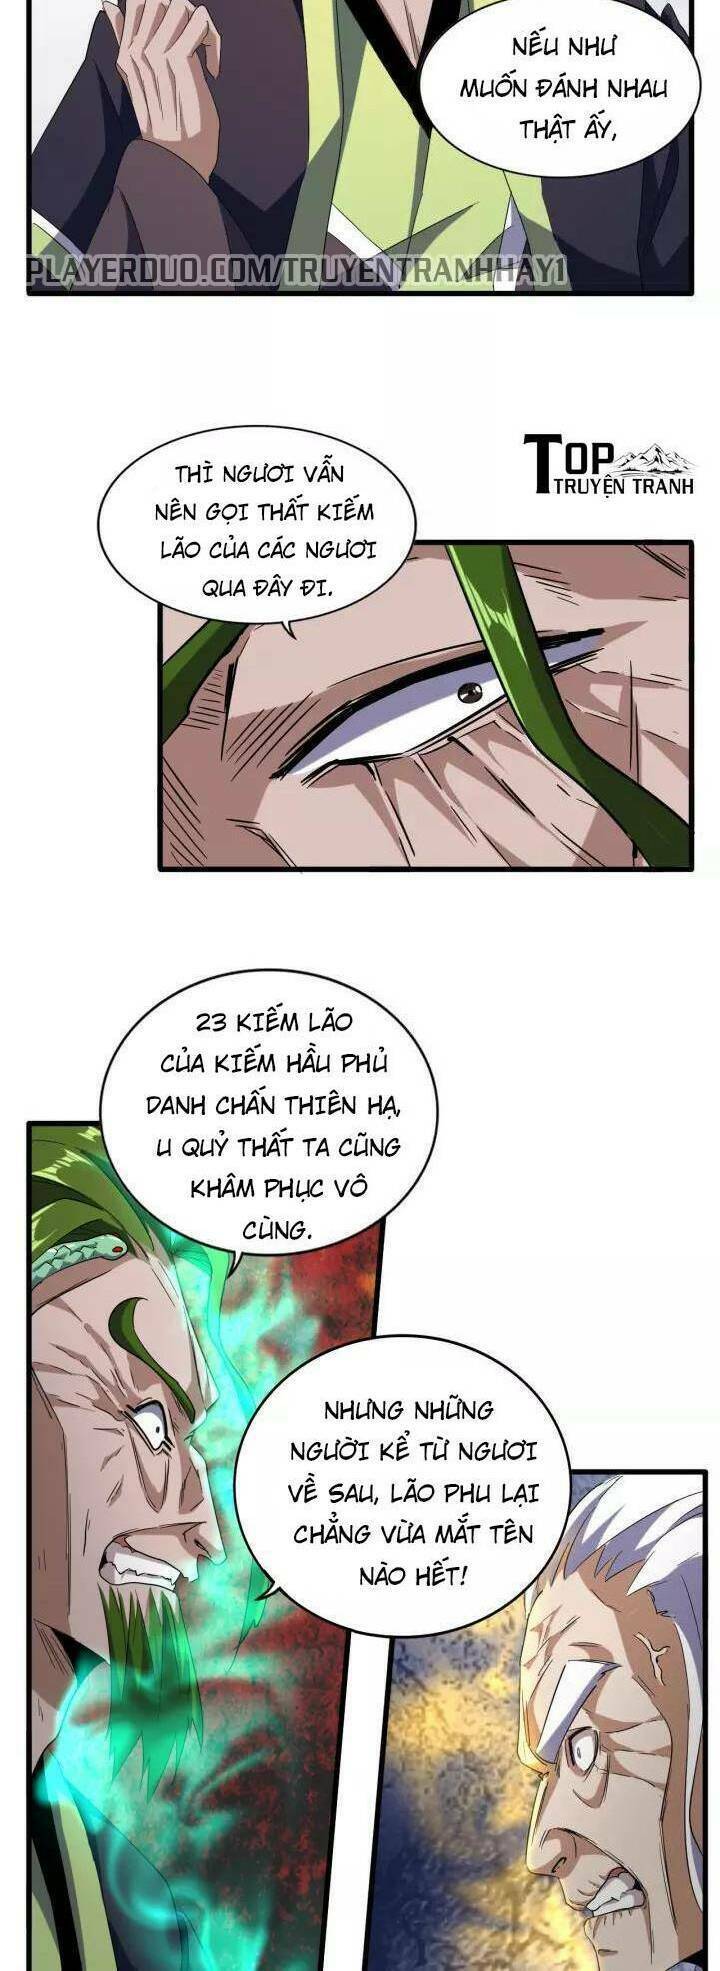 NẾU NHƯ
MUỐN ĐÁNH NHAU
THẬT ẤY,
PLAYERDUO.COM/TRUYENTRANHHAY1
TOP
TRUYỆN TRANH
THÌ NGƯƠI VẪN
NÊN GỌI THẤT KIẾM
LÃO CỦA CÁC NGƯƠI
QUA ĐÂY ĐI.
23 KIẾM LÃO
CỦA KIẾM HẦU PHỦ
DANH CHẤN THIÊN HẠ,
U QUỶ THẤT TA CŨNG
KHÂM PHỤC VÔ
CÙNG.
NHƯNG NHỮNG
NGƯỜI KỂ TỪ NGƯƠI
VỀ SAU, LÃO PHU LẠI
CHẲNG VỪA MẮT TÊN
NÀO HẾT!